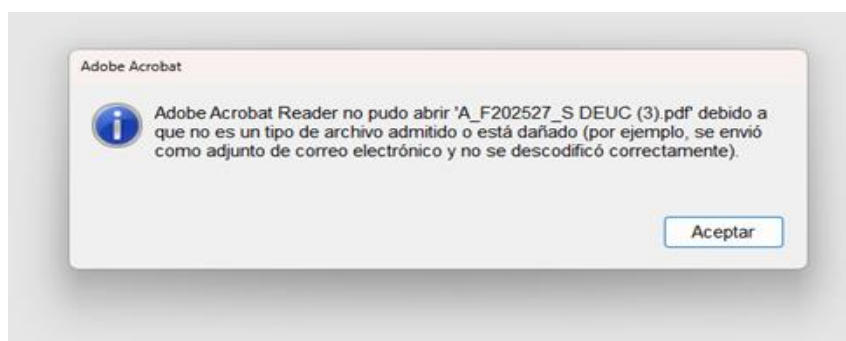 Adobe Acrobat
Adobe Acrobat Reader no pudo abrir 'A_F202527_S DEUC (3).pdf' debido a
que no es un tipo de archivo admitido o está dañado (por ejemplo, se envió
como adjunto de correo electrónico y no se descodificó correctamente).
Aceptar